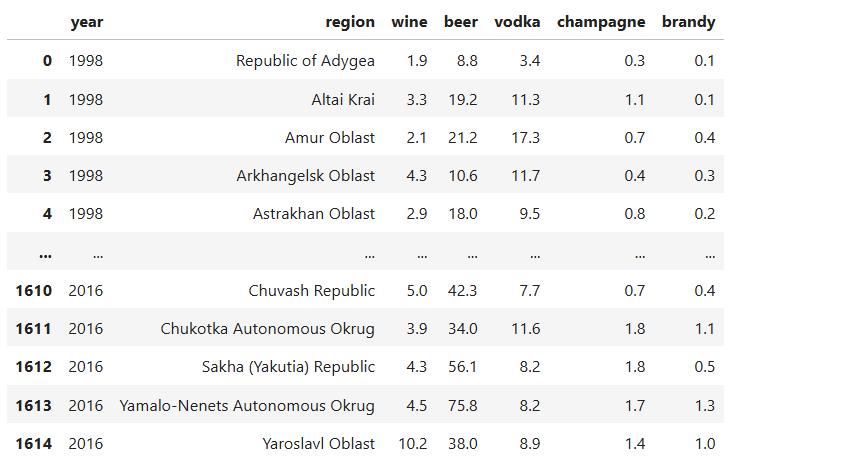 year region wine beer vodka champagne brandy
0 1998 Republic of Adygea 1.9 8.8 3.4 0.3 0.1
1 1998 Altai Krai 3.3 19.2 11.3 1.1 0.1
2 1998 Amur Oblast 2.1 21.2 17.3 0.7 0.4
3 1998 Arkhangelsk Oblast 4.3 10.6 11.7 0.4 0.3
4 1998 Astrakhan Oblast 2.9 18.0 9.5 0.8 0.2
... ... ... ... ... ... ... ...
1610 2016 Chuvash Republic 5.0 42.3 7.7 0.7 0.4
1611 2016 Chukotka Autonomous Okrug 3.9 34.0 11.6 1.8 1.1
1612 2016 Sakha (Yakutia) Republic 4.3 56.1 8.2 1.8 0.5
1613 2016 Yamalo-Nenets Autonomous Okrug 4.5 75.8 8.2 1.7 1.3
1614 2016 Yaroslavl Oblast 10.2 38.0 8.9 1.4 1.0